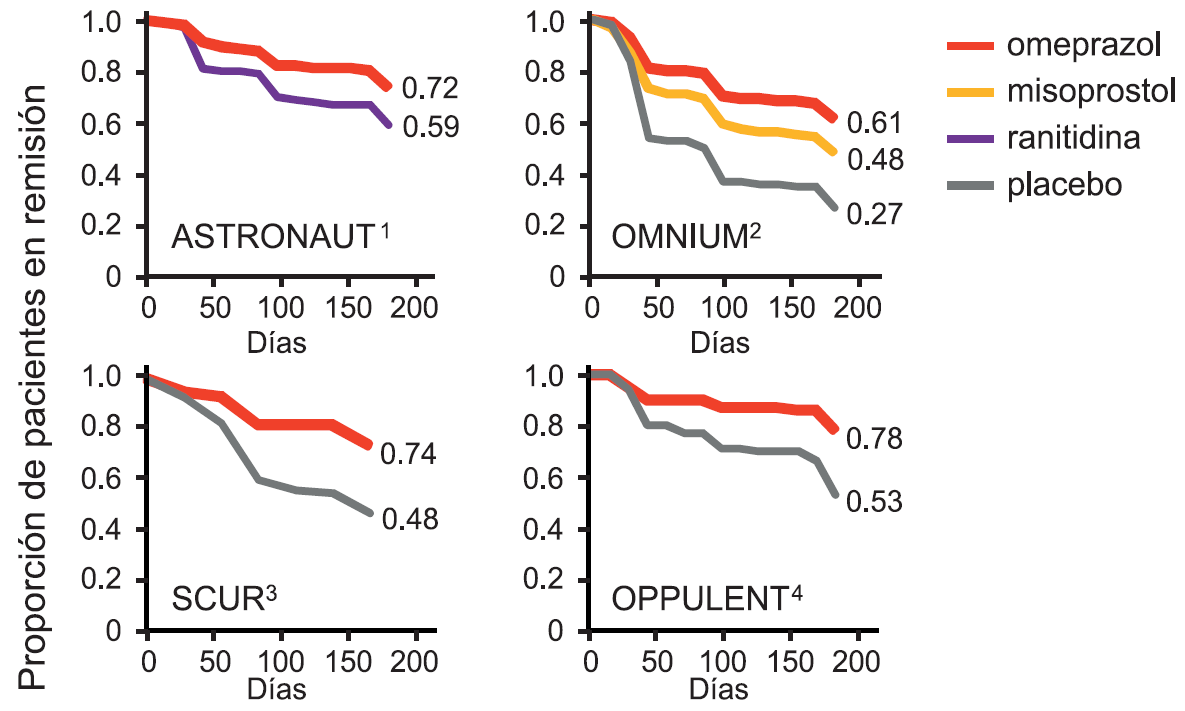 Proporción de pacientes en remisión
1.0
0.8
0.6
0.4
0.2
0
0.72
0.59
ASTRONAUT¹
0 50 100 150 200
Días
1.0
0.8
0.6
0.4
0.2
0
0.61
0.48
0.27
OMNIUM²
0 50 100 150 200
Días
omeprazol
misoprostol
ranitidina
placebo
1.0
0.8
0.6
0.4
0.2
0
0.74
0.48
SCUR³
0 50 100 150 200
Días
1.0
0.8
0.6
0.4
0.2
0
0.78
0.53
OPPULENT⁴
0 50 100 150 200
Días